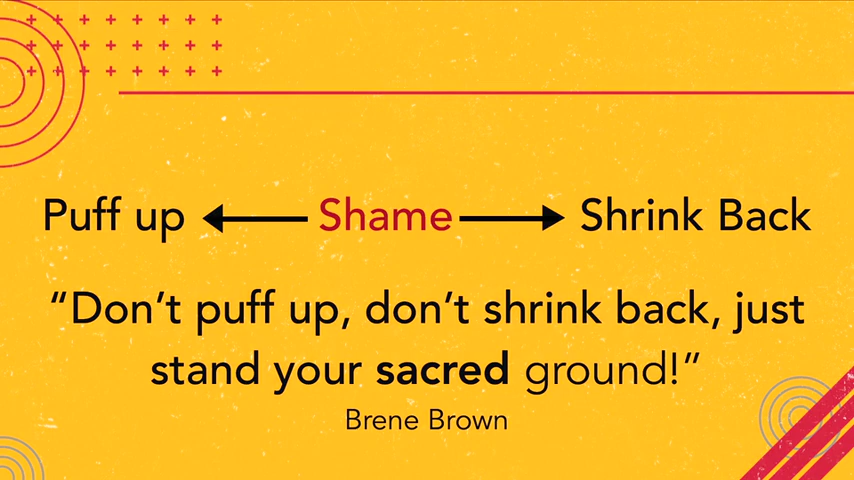 Puff up Shame Shrink Back
“Don’t puff up, don’t shrink back, just
stand your sacred ground!”
Brene Brown